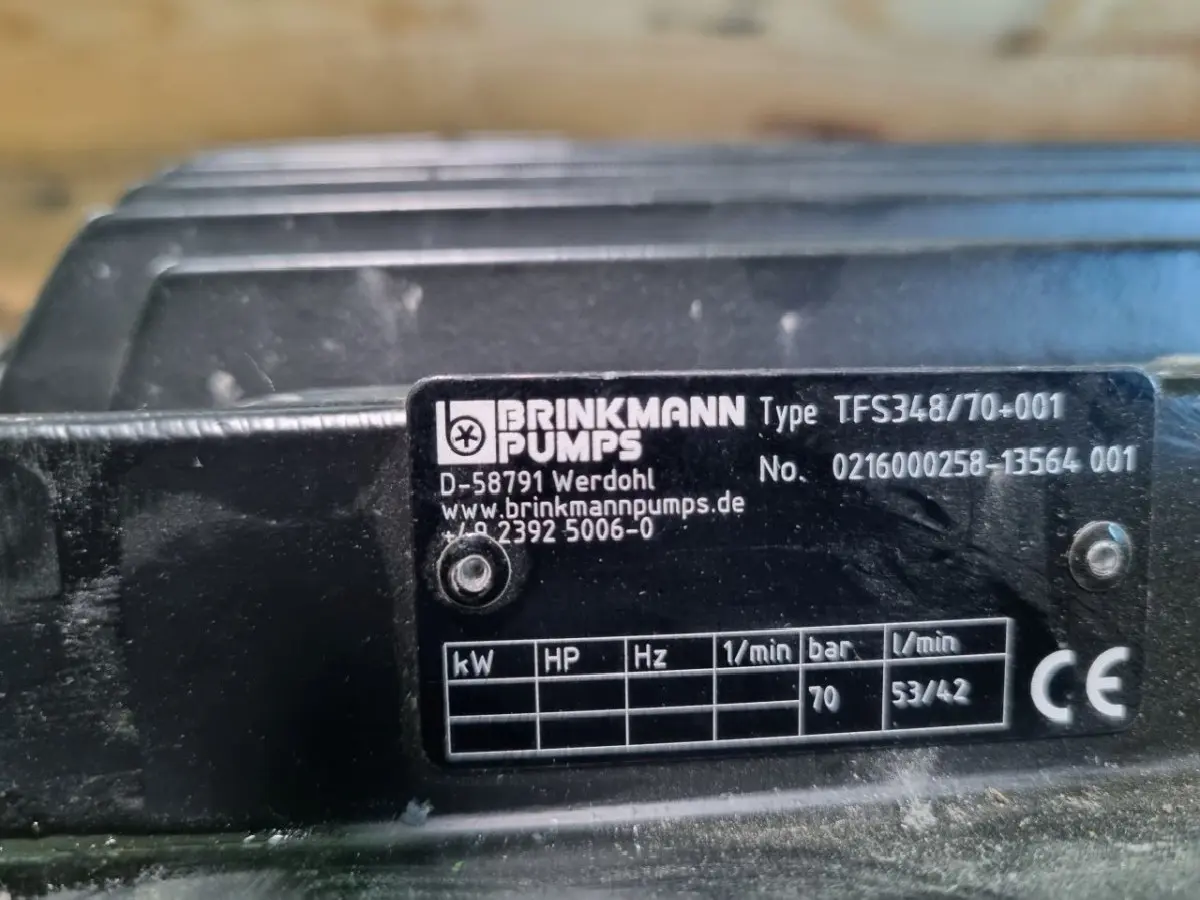 BRINKMANN
PUMPS
D-58791 Werdohl
www.brinkmannpumps.de
2392 5006-0
Type TFS348/70+001
No. 0216000258-13564 001
kW HP Hz 1/min bar l/min
70 53/42
CE